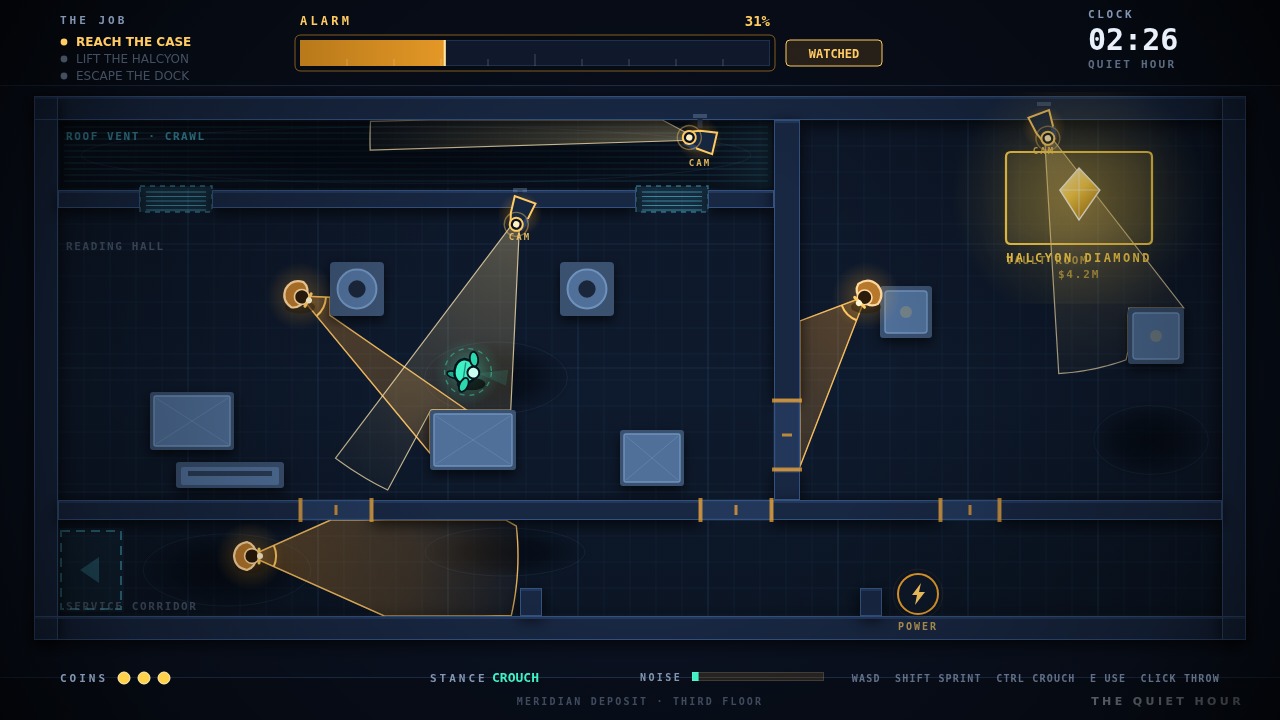 THE JOB
REACH THE CASE
LIFT THE HALCYON
ESCAPE THE DOCK
ALARM
31%
WATCHED
CLOCK
02:26
QUIET HOUR
ROOF VENT · CRAWL
CAM
CAM
CAM
READING HALL
HALCYON DIAMOND
VAULT ROOM
$4.2M
SERVICE CORRIDOR
POWER
COINS
STANCE CROUCH
NOISE
WASD SHIFT SPRINT CTRL CROUCH E USE CLICK THROW
MERIDIAN DEPOSIT · THIRD FLOOR
THE QUIET HOUR